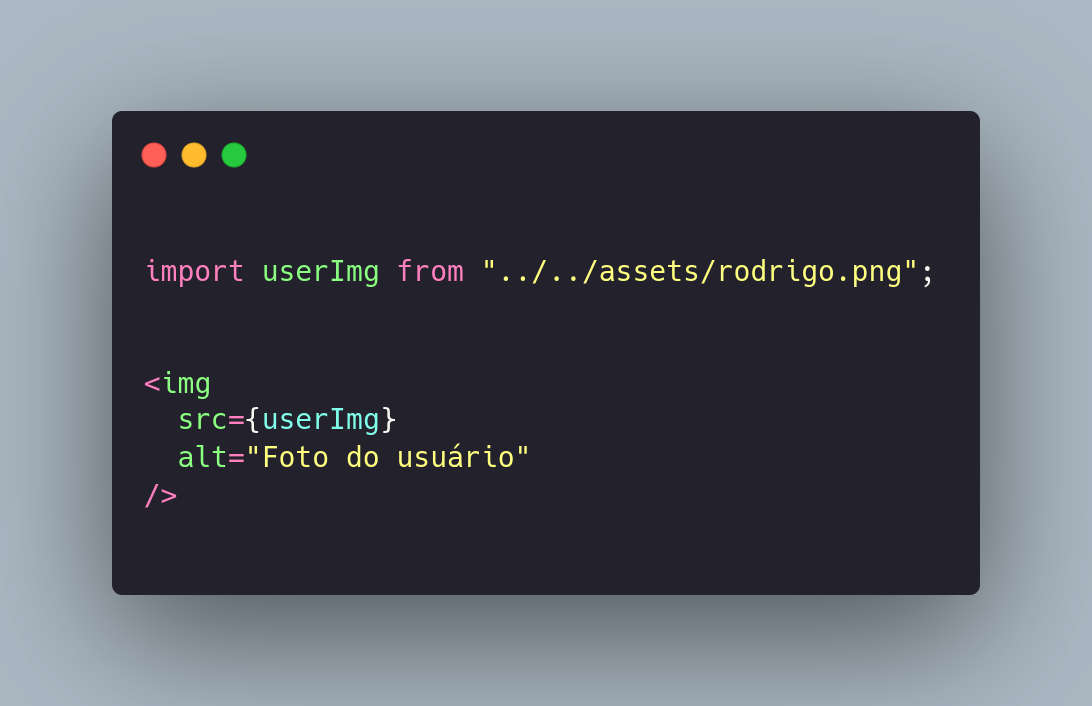 import userImg from "../../assets/rodrigo.png";
<img
src={userImg}
alt="Foto do usuário"
/>